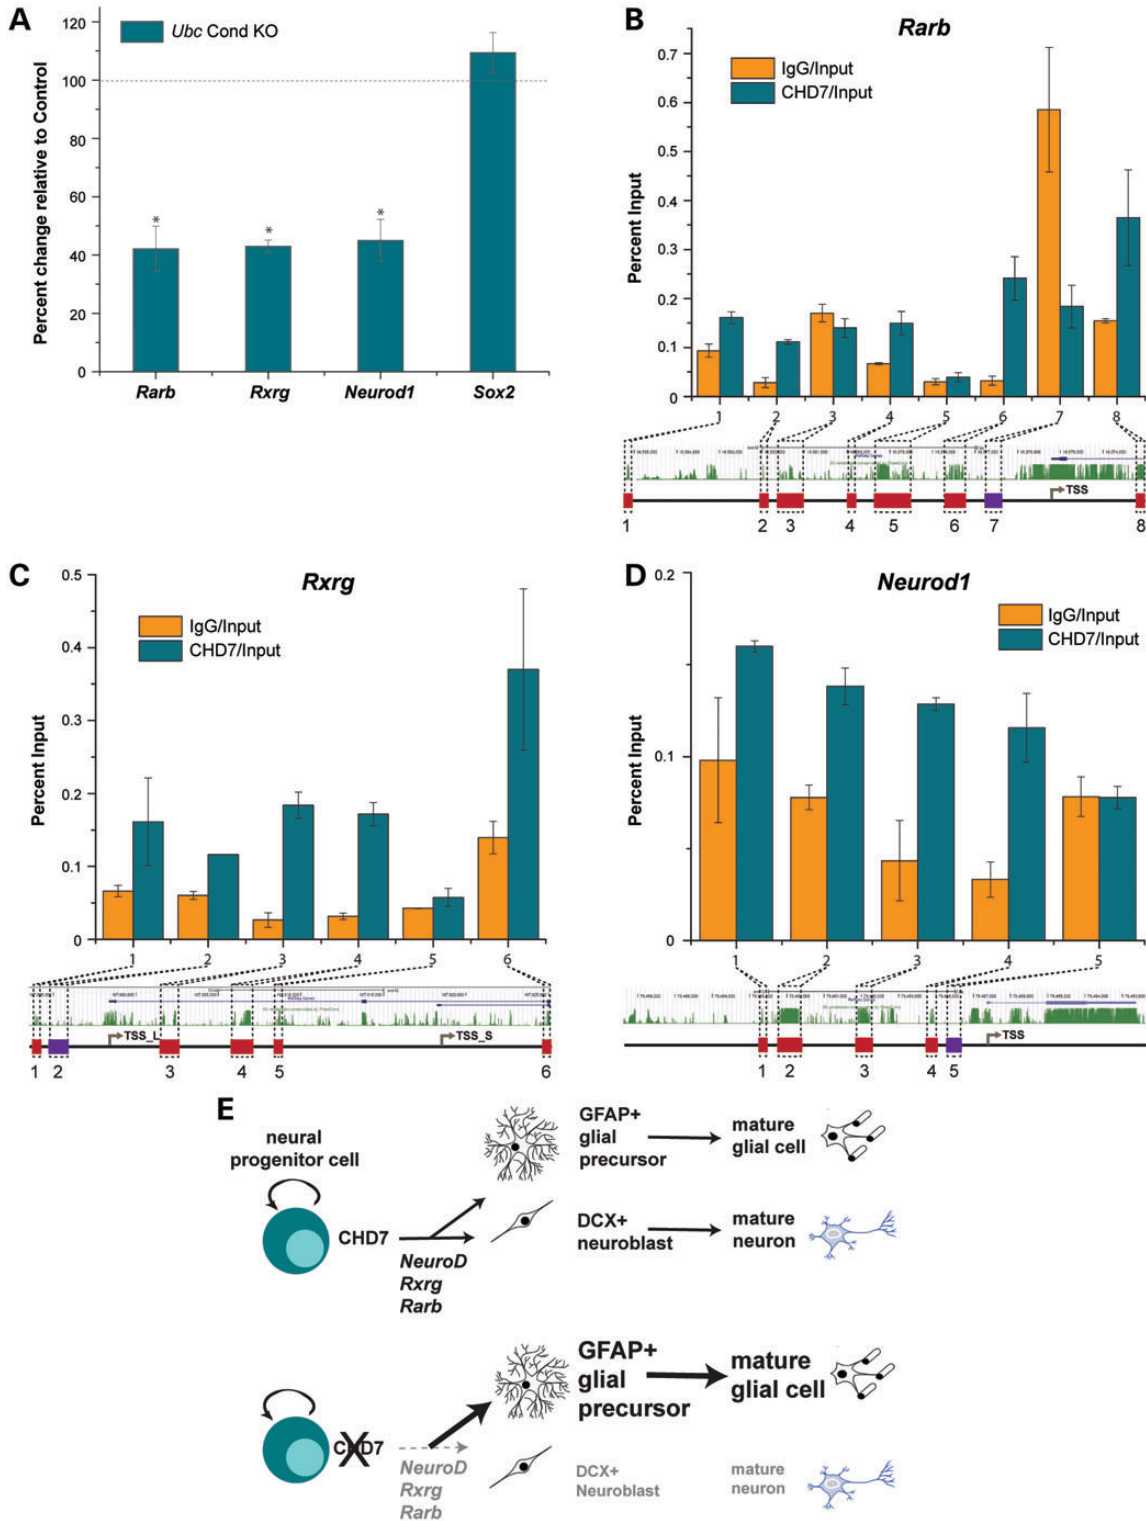 A
Ubc Cond KO
Percent change relative to Control
120
100
80
60
40
20
0
*
*
*
Rarb
Rxrg
Neurod1
Sox2
B
Rarb
IgG/Input
CHD7/Input
Percent Input
0.7
0.6
0.5
0.4
0.3
0.2
0.1
0
1 2 3 4 5 6 7 8
TSS
1 2 3 4 5 6 7 8
C
Rxrg
IgG/Input
CHD7/Input
Percent Input
0.5
0.4
0.3
0.2
0.1
0
1 2 3 4 5 6
TSS_L
TSS_S
1 2 3 4 5 6
D
Neurod1
IgG/Input
CHD7/Input
Percent Input
0.2
0.1
0
1 2 3 4 5
TSS
1 2 3 4 5
E
neural
progenitor cell
CHD7
NeuroD
Rxrg
Rarb
GFAP+
glial
precursor
mature
glial cell
DCX+
neuroblast
mature
neuron
CHD7
NeuroD
Rxrg
Rarb
GFAP+
glial
precursor
mature
glial cell
DCX+
Neuroblast
mature
neuron